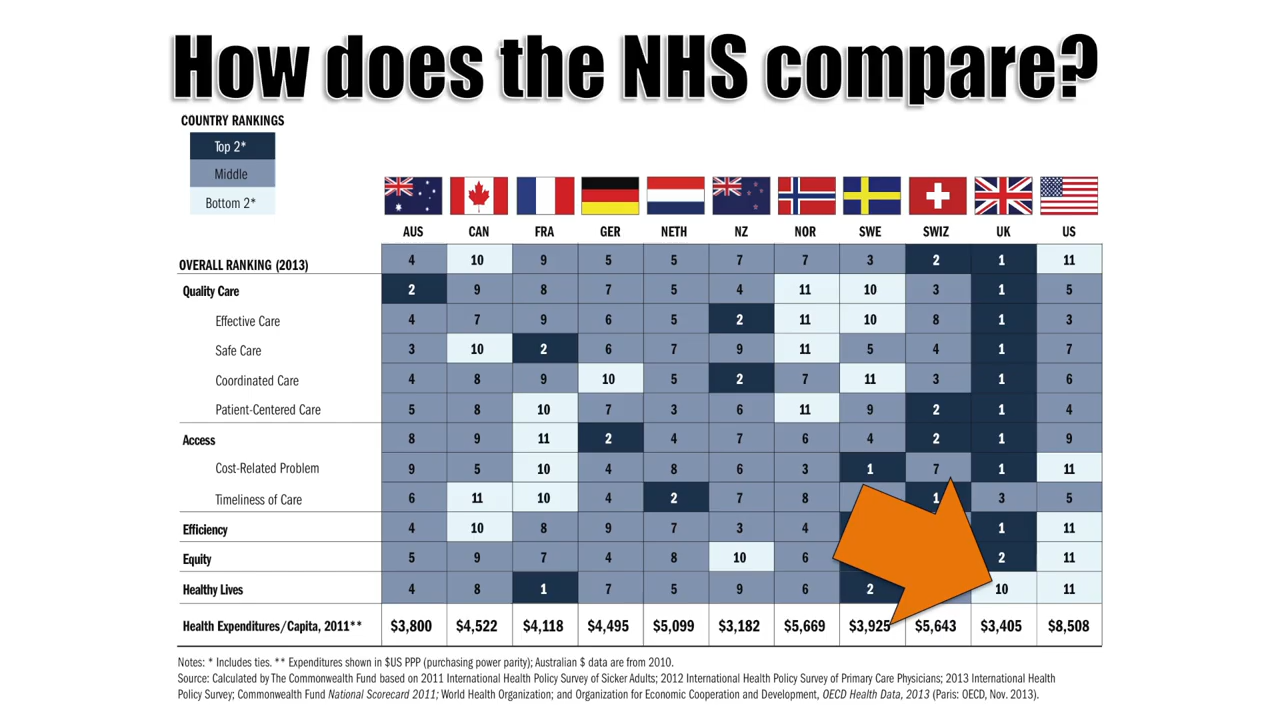 How does the NHS compare?
COUNTRY RANKINGS
Top 2*
Middle
Bottom 2*
AUS CAN FRA GER NETH NZ NOR SWE SWIZ UK US
OVERALL RANKING (2013) 4 10 9 5 5 7 7 3 2 1 11
Quality Care 2 9 8 7 5 4 11 10 3 1 5
Effective Care 4 7 9 6 5 2 11 10 8 1 3
Safe Care 3 10 2 6 7 9 11 5 4 1 7
Coordinated Care 4 8 9 10 5 2 7 11 3 1 6
Patient-Centered Care 5 8 10 7 3 6 11 9 2 1 4
Access 8 9 11 2 4 7 6 4 2 1 9
Cost-Related Problem 9 5 10 4 8 6 3 1 7 1 11
Timeliness of Care 6 11 10 4 2 7 8 1 3 5
Efficiency 4 10 8 9 7 3 4 1 11
Equity 5 9 7 4 8 10 6 2 11
Healthy Lives 4 8 1 7 5 9 6 2 10 11
Health Expenditures/Capita, 2011** $3,800 $4,522 $4,118 $4,495 $5,099 $3,182 $5,669 $3,925 $5,643 $3,405 $8,508
Notes: * Includes ties. ** Expenditures shown in $US PPP (purchasing power parity); Australian $ data are from 2010.
Source: Calculated by The Commonwealth Fund based on 2011 International Health Policy Survey of Sicker Adults; 2012 International Health Policy Survey of Primary Care Physicians; 2013 International Health
Policy Survey; Commonwealth Fund National Scorecard 2011; World Health Organization; and Organization for Economic Cooperation and Development, OECD Health Data, 2013 (Paris: OECD, Nov. 2013).